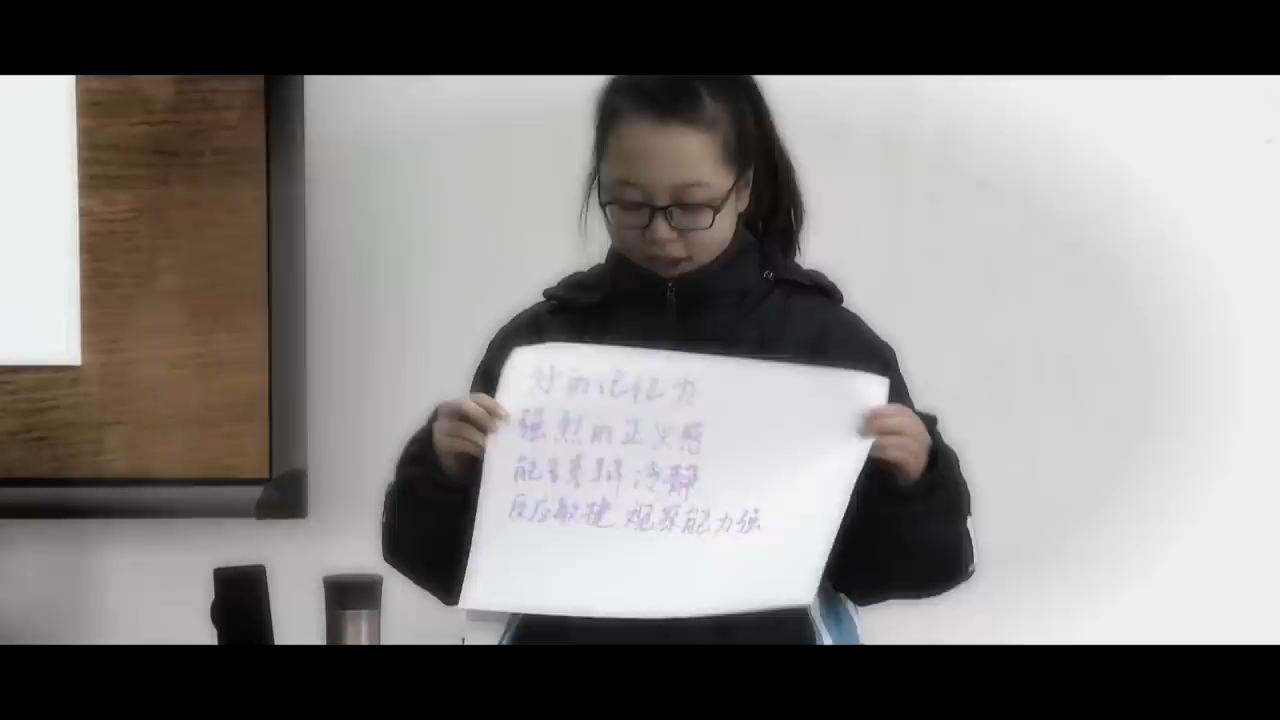 好的记忆力
强烈的正义感
能言善辩 冷静
反应敏捷 观察能力强